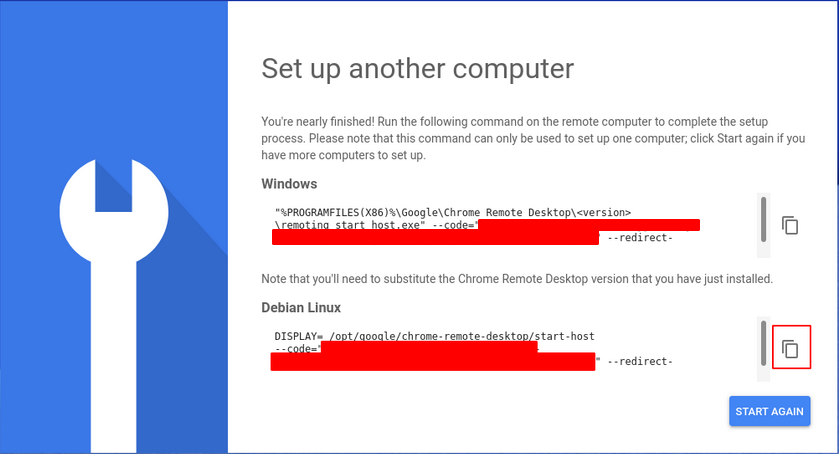 Set up another computer
You're nearly finished! Run the following command on the remote computer to complete the setup
process. Please note that this command can only be used to set up one computer; click Start again if you
have more computers to set up.
Windows
"%PROGRAMFILES(X86)%\Google\Chrome Remote Desktop\<version>
\remoting_start_host.exe" --code="
" --redirect-
Note that you'll need to substitute the Chrome Remote Desktop version that you have just installed.
Debian Linux
DISPLAY= /opt/google/chrome-remote-desktop/start-host
--code="
" --redirect-
START AGAIN